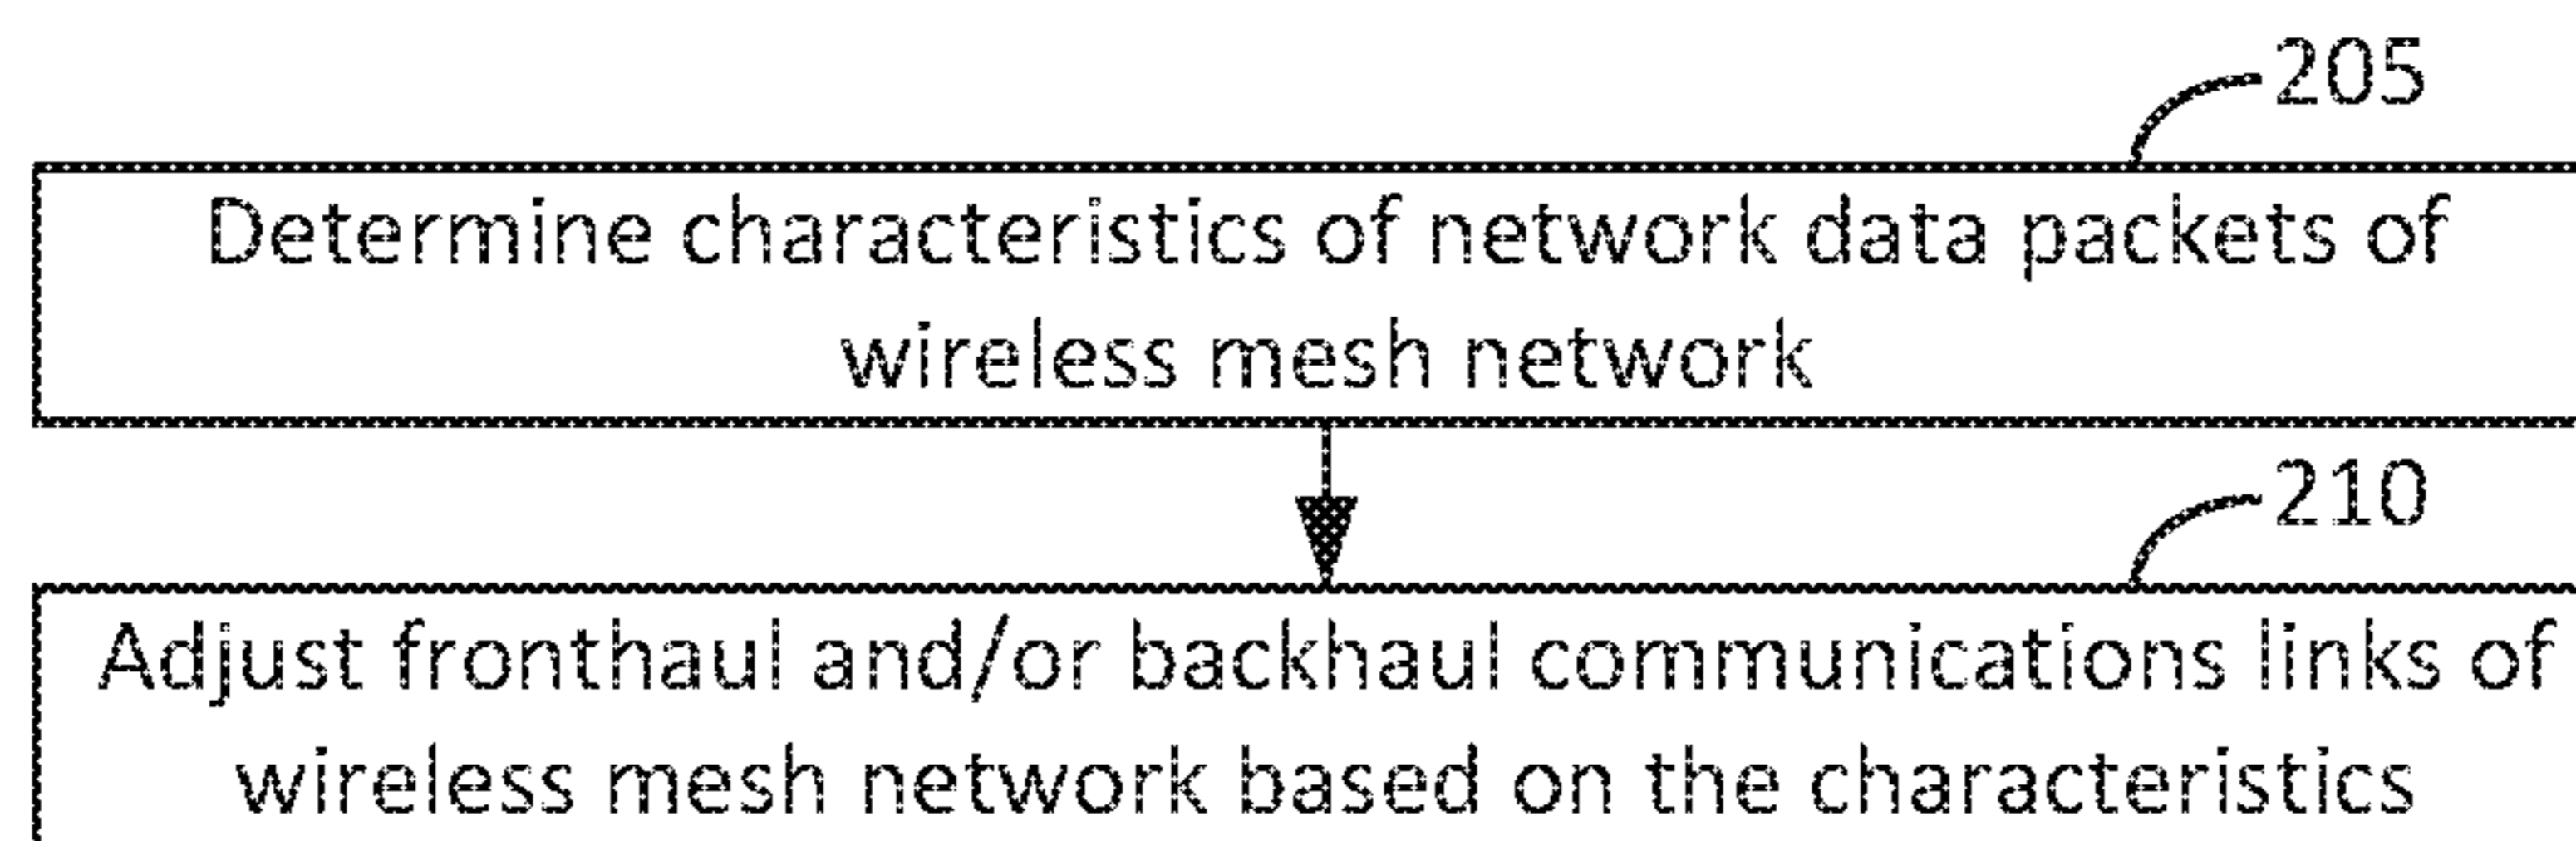 205
Determine characteristics of network data packets of
wireless mesh network
210
Adjust fronthaul and/or backhaul communications links of
wireless mesh network based on the characteristics